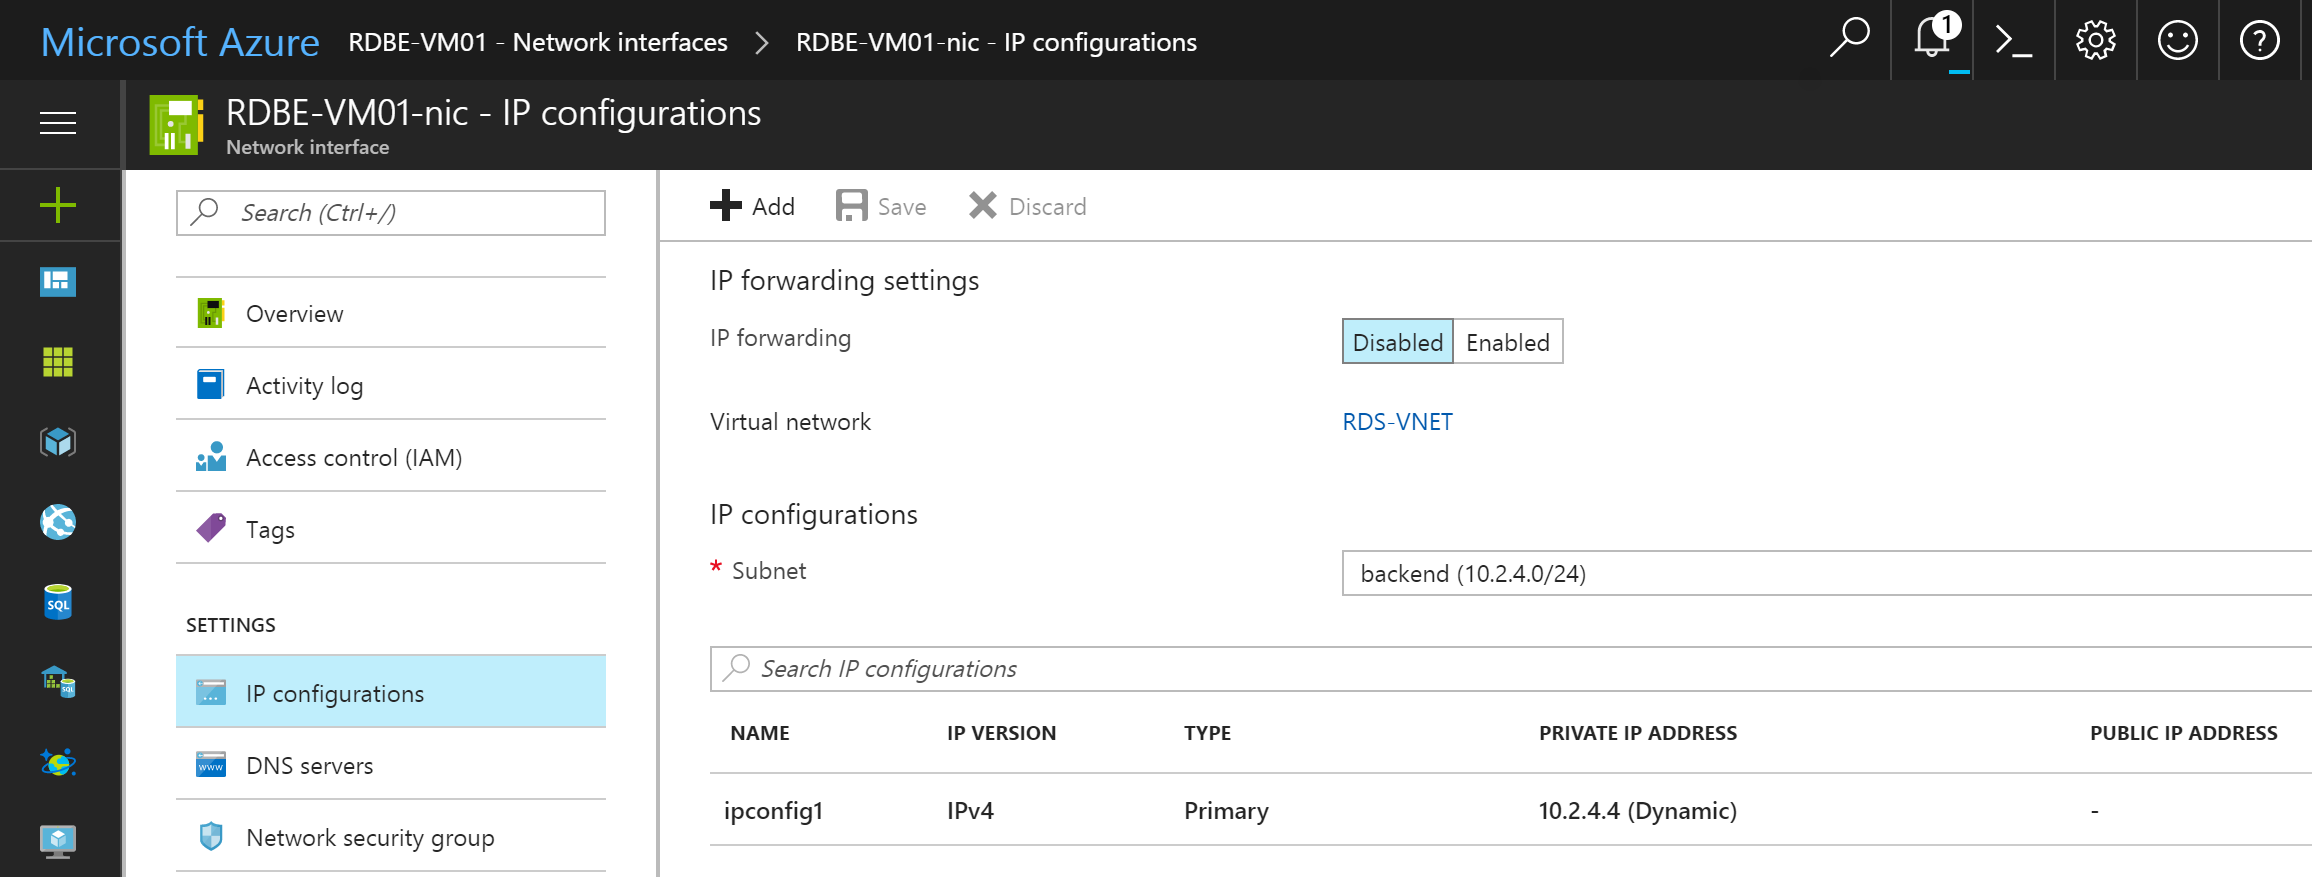 Microsoft Azure RDBE-VM01 - Network interfaces > RDBE-VM01-nic - IP configurations
1
RDBE-VM01-nic - IP configurations
Network interface
Search (Ctrl+/)
Overview
Activity log
Access control (IAM)
Tags
SETTINGS
IP configurations
DNS servers
Network security group
Add Save Discard
IP forwarding settings
IP forwarding Disabled Enabled
Virtual network RDS-VNET
IP configurations
* Subnet backend (10.2.4.0/24)
Search IP configurations
NAME IP VERSION TYPE PRIVATE IP ADDRESS PUBLIC IP ADDRESS
ipconfig1 IPv4 Primary 10.2.4.4 (Dynamic) -
SQL
SQL
www